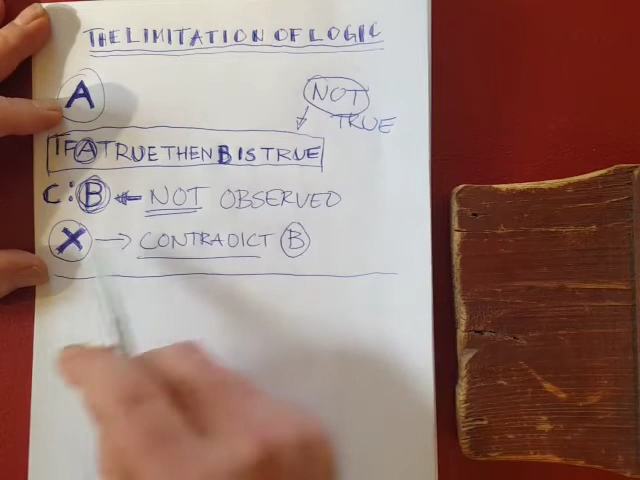 THE LIMITATION OF LOGIC
A
NOT
TRUE
IF A TRUE THEN B IS TRUE
C: B ← NOT OBSERVED
X → CONTRADICT B